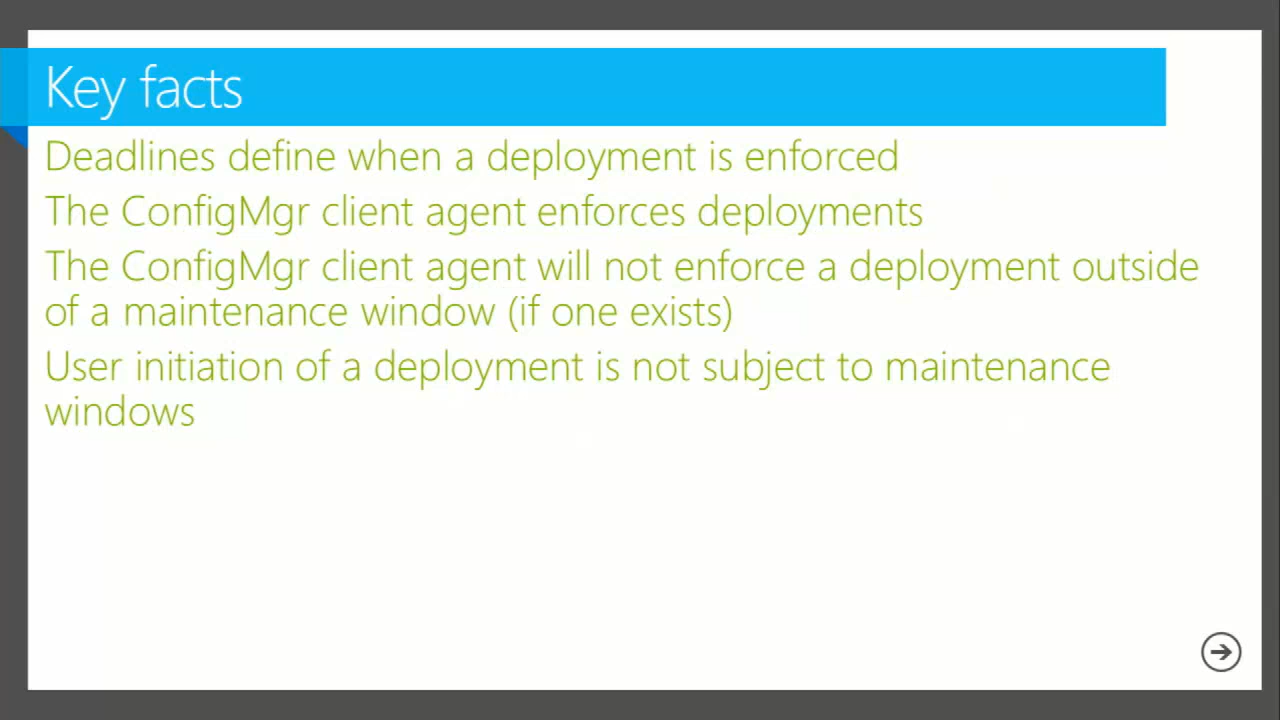 Key facts
Deadlines define when a deployment is enforced
The ConfigMgr client agent enforces deployments
The ConfigMgr client agent will not enforce a deployment outside
of a maintenance window (if one exists)
User initiation of a deployment is not subject to maintenance
windows